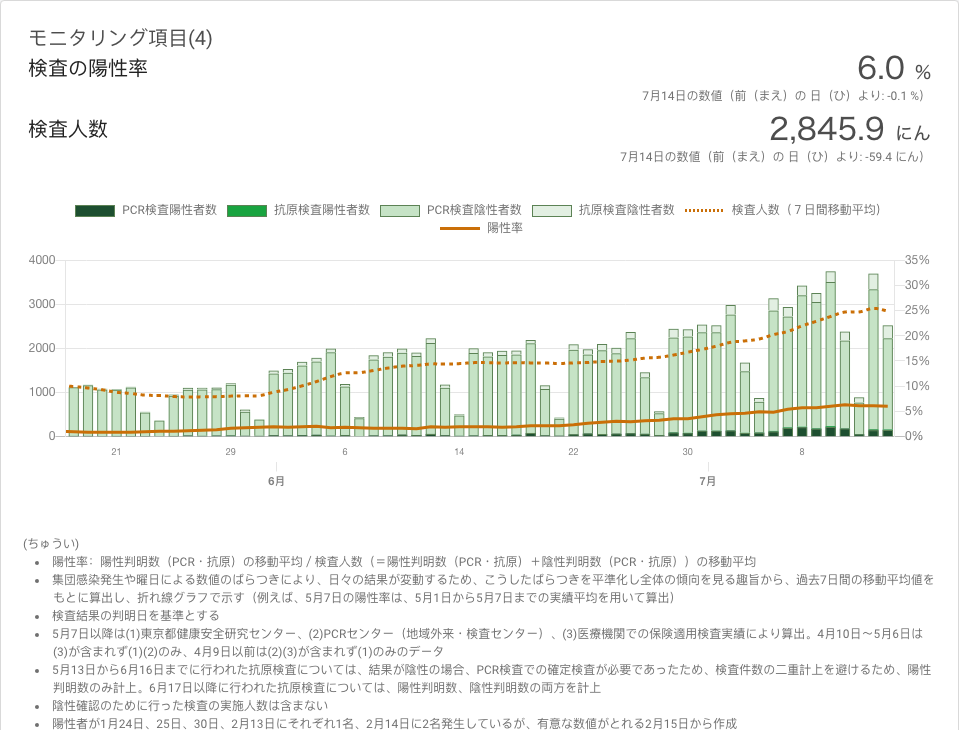 モニタリング項目(4)
検査の陽性率
6.0 %
7月14日の数値（前（まえ）の 日（ひ）より: -0.1 %）
検査人数
2,845.9 にん
7月14日の数値（前（まえ）の 日（ひ）より: -59.4 にん）
PCR検査陽性者数 抗原検査陽性者数 PCR検査陰性者数 抗原検査陰性者数 検査人数（７日間移動平均）
陽性率
4000 35%
30%
3000 25%
20%
2000 15%
1000 10%
5%
0 0%
21 29 6 14 22 30 8
6月 7月
(ちゅうい)
• 陽性率：陽性判明数（PCR・抗原）の移動平均 / 検査人数（＝陽性判明数（PCR・抗原）＋陰性判明数（PCR・抗原））の移動平均
• 集団感染発生や曜日による数値のばらつきにより、日々の結果が変動するため、こうしたばらつきを平準化し全体の傾向を見る趣旨から、過去7日間の移動平均値を
もとに算出し、折れ線グラフで示す（例えば、5月7日の陽性率は、5月1日から5月7日までの実績平均を用いて算出）
• 検査結果の判明日を基準とする
• 5月7日以降は(1)東京都健康安全研究センター、(2)PCRセンター（地域外来・検査センター）、(3)医療機関での保険適用検査実績により算出。4月10日～5月6日は
(3)が含まれず(1)(2)のみ、4月9日以前は(2)(3)が含まれず(1)のみのデータ
• 5月13日から6月16日までに行われた抗原検査については、結果が陰性の場合、PCR検査での確定検査が必要であったため、検査件数の二重計上を避けるため、陽性
判明数のみ計上。6月17日以降に行われた抗原検査については、陽性判明数、陰性判明数の両方を計上
• 陰性確認のために行った検査の実施人数は含まない
• 陽性者が1月24日、25日、30日、2月13日にそれぞれ1名、2月14日に2名発生しているが、有意な数値がとれる2月15日から作成